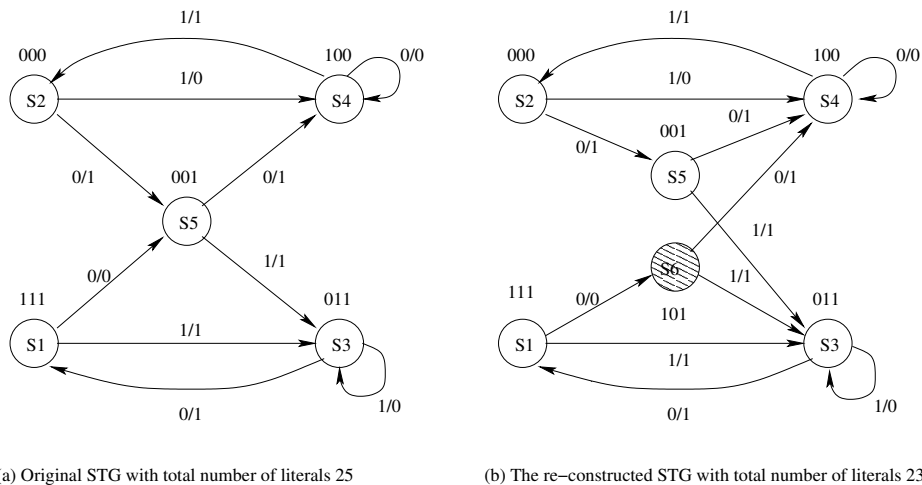 1/1
000
100
0/0
S2
1/0
S4
0/1
001
0/1
S5
0/0
1/1
111
011
S1
1/1
S3
0/1
1/0
(a) Original STG with total number of literals 25
1/1
000
100
0/0
S2
1/0
S4
001
0/1
0/1
S5
0/1
1/1
S6
1/1
111
0/0
101
011
S1
1/1
S3
0/1
1/0
(b) The re-constructed STG with total number of literals 23